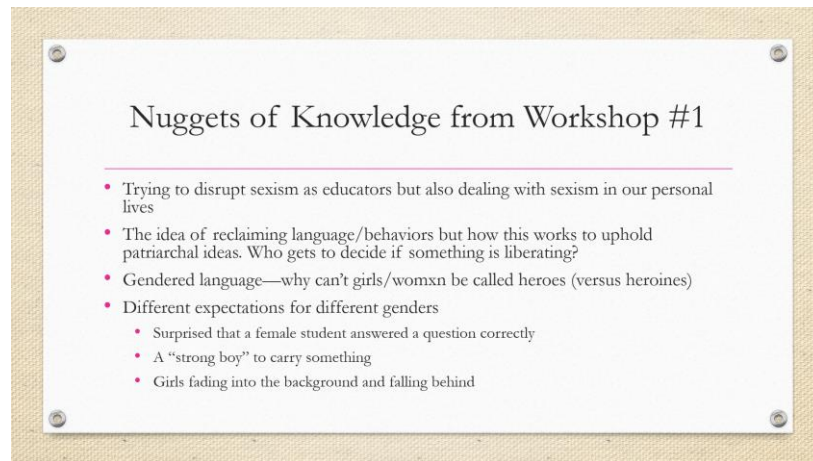 Nuggets of Knowledge from Workshop #1
• Trying to disrupt sexism as educators but also dealing with sexism in our personal
lives
• The idea of reclaiming language/behaviors but how this works to uphold
patriarchal ideas. Who gets to decide if something is liberating?
• Gendered language—why can’t girls/womxn be called heroes (versus heroines)
• Different expectations for different genders
• Surprised that a female student answered a question correctly
• A “strong boy” to carry something
• Girls fading into the background and falling behind